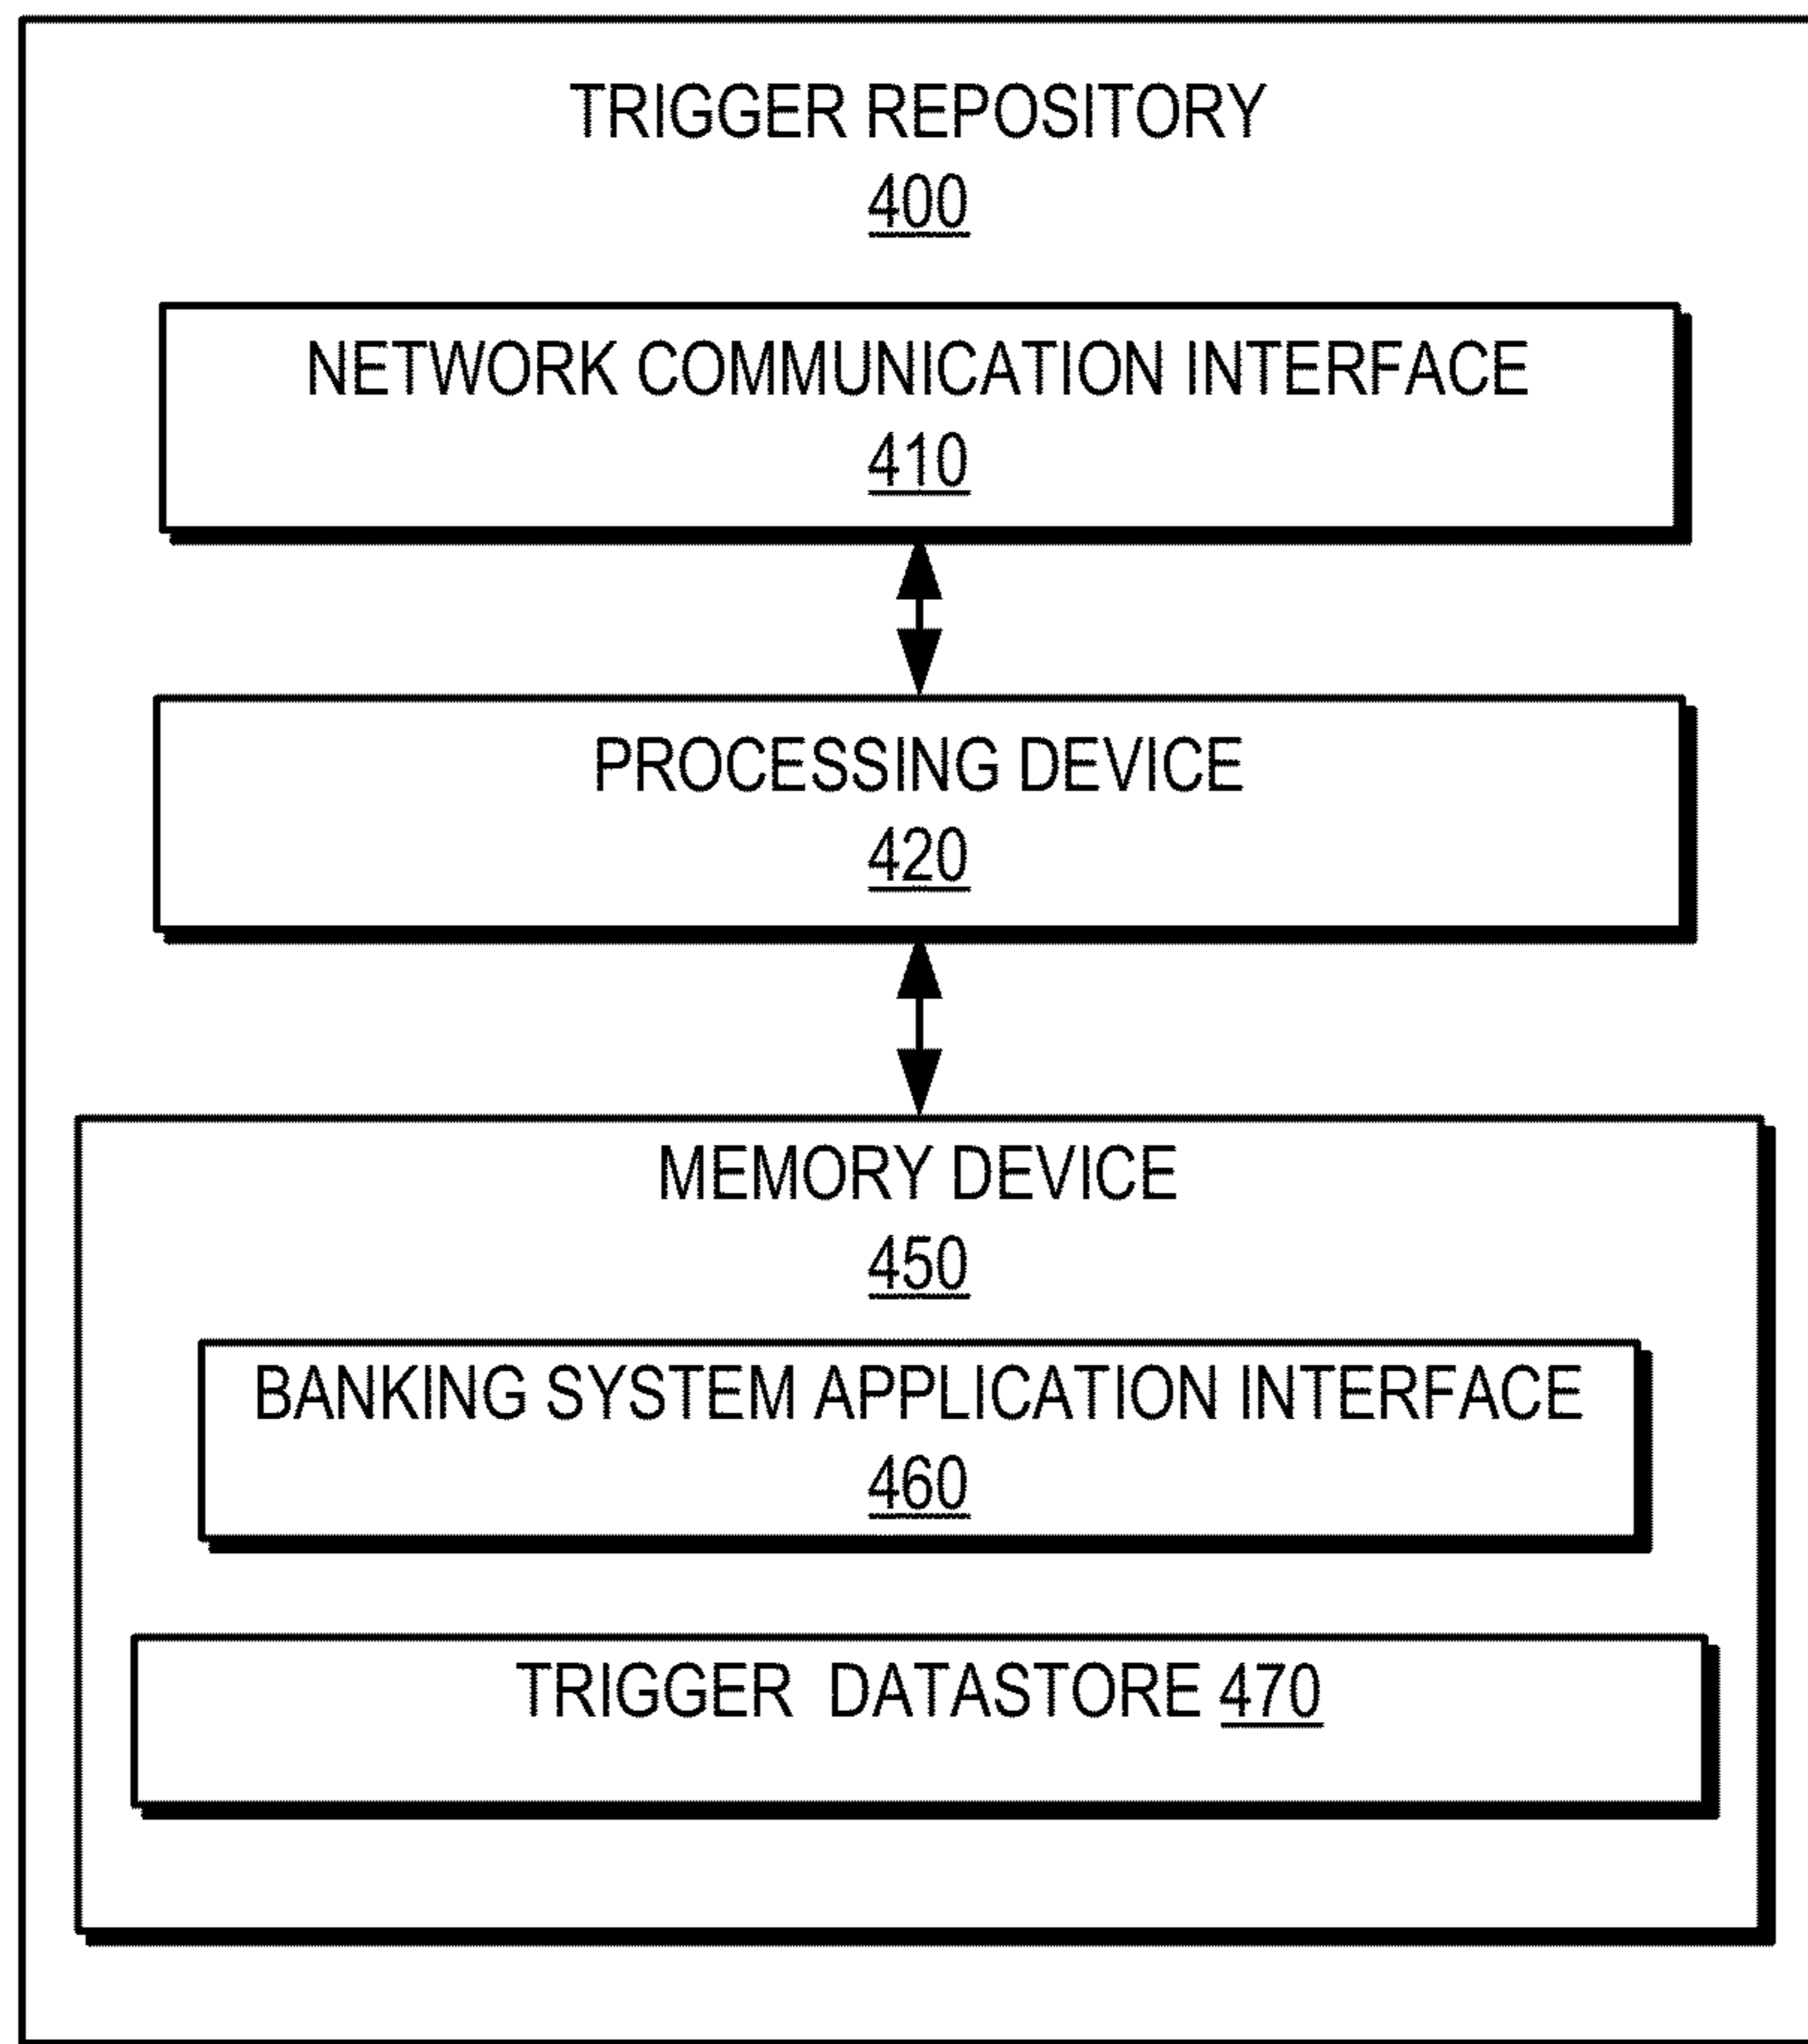 TRIGGER REPOSITORY
400
NETWORK COMMUNICATION INTERFACE
410
PROCESSING DEVICE
420
MEMORY DEVICE
450
BANKING SYSTEM APPLICATION INTERFACE
460
TRIGGER DATASTORE 470